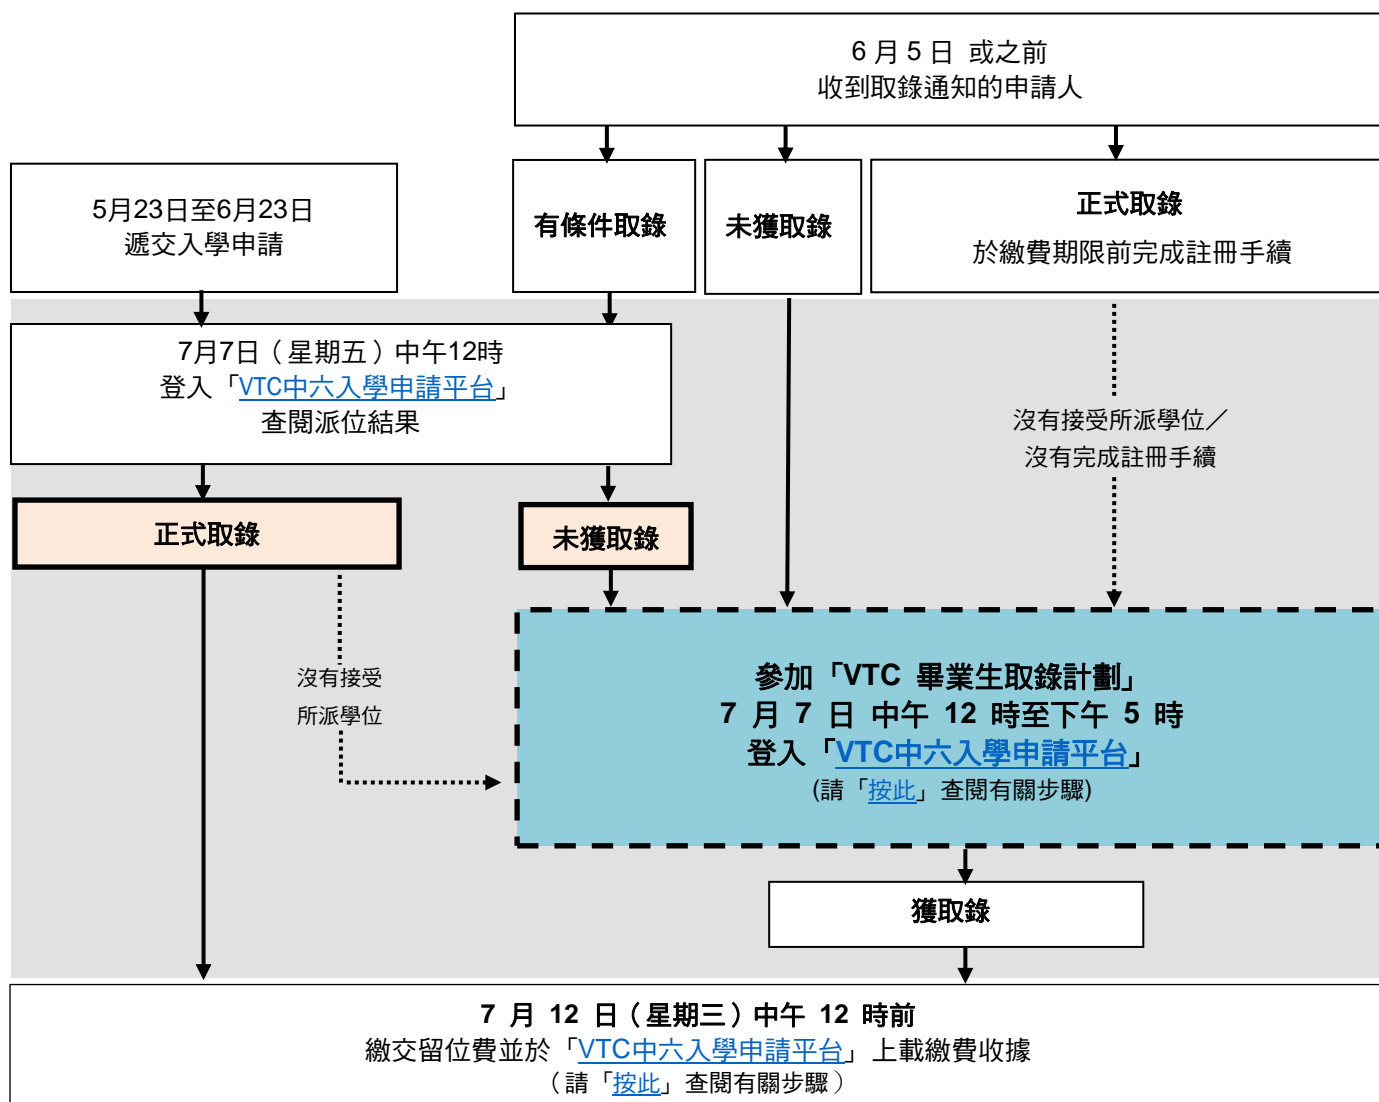 6 月 5 日 或之前
收到取錄通知的申請人
5月23日至6月23日
遞交入學申請
有條件取錄
未獲取錄
正式取錄
於繳費期限前完成註冊手續
7月7日（星期五）中午12時
登入「VTC中六入學申請平台」
查閱派位結果
沒有接受所派學位／
沒有完成註冊手續
正式取錄
未獲取錄
沒有接受
所派學位
參加「VTC 畢業生取錄計劃」
7 月 7 日 中午 12 時至下午 5 時
登入「VTC中六入學申請平台」
(請「按此」查閱有關步驟)
獲取錄
7 月 12 日（星期三）中午 12 時前
繳交留位費並於「VTC中六入學申請平台」上載繳費收據
（請「按此」查閱有關步驟）